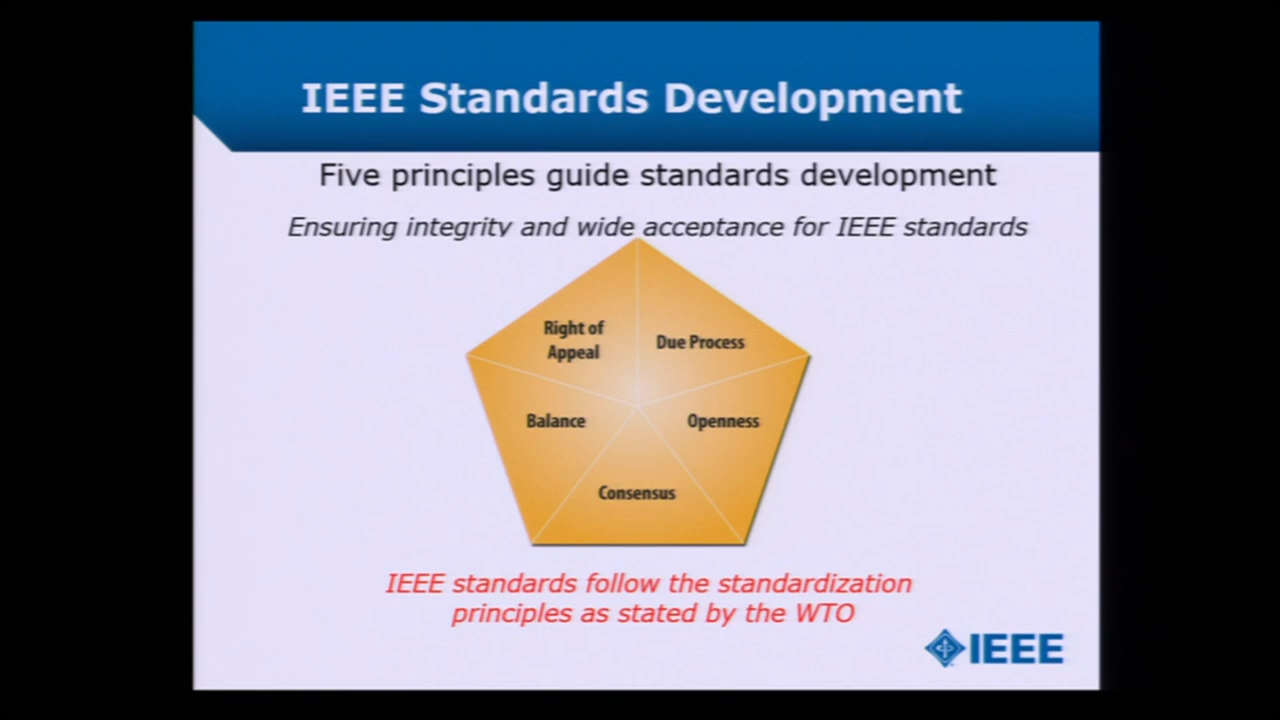 IEEE Standards Development
Five principles guide standards development
Ensuring integrity and wide acceptance for IEEE standards
Right of
Appeal
Due Process
Balance
Openness
Consensus
IEEE standards follow the standardization
principles as stated by the WTO
IEEE